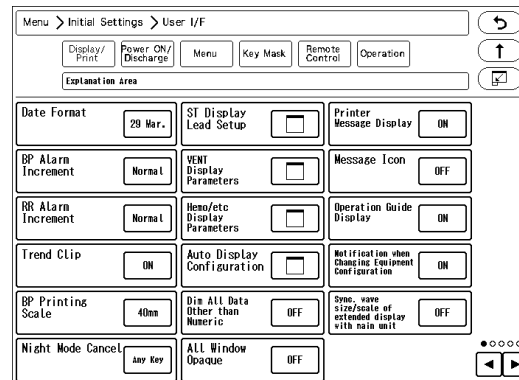 Menu > Initial Settings > User I/F
Display/
Print
Power ON/
Discharge
Menu
Key Mask
Remote
Control
Operation
Explanation Area
Date Format
29 Mar.
ST Display
Lead Setup
Printer
Message Display
ON
BP Alarm
Increment
Normal
VENT
Display
Parameters
Message Icon
OFF
RR Alarm
Increment
Normal
Hemo/etc
Display
Parameters
Operation Guide
Display
ON
Trend Clip
ON
Auto Display
Configuration
Notification when
Changing Equipment
Configuration
ON
BP Printing
Scale
40mm
Dim All Data
Other than
Numeric
OFF
Sync. wave
size/scale of
extended display
with main unit
OFF
Night Mode Cancel
Any Key
All Window
Opaque
OFF